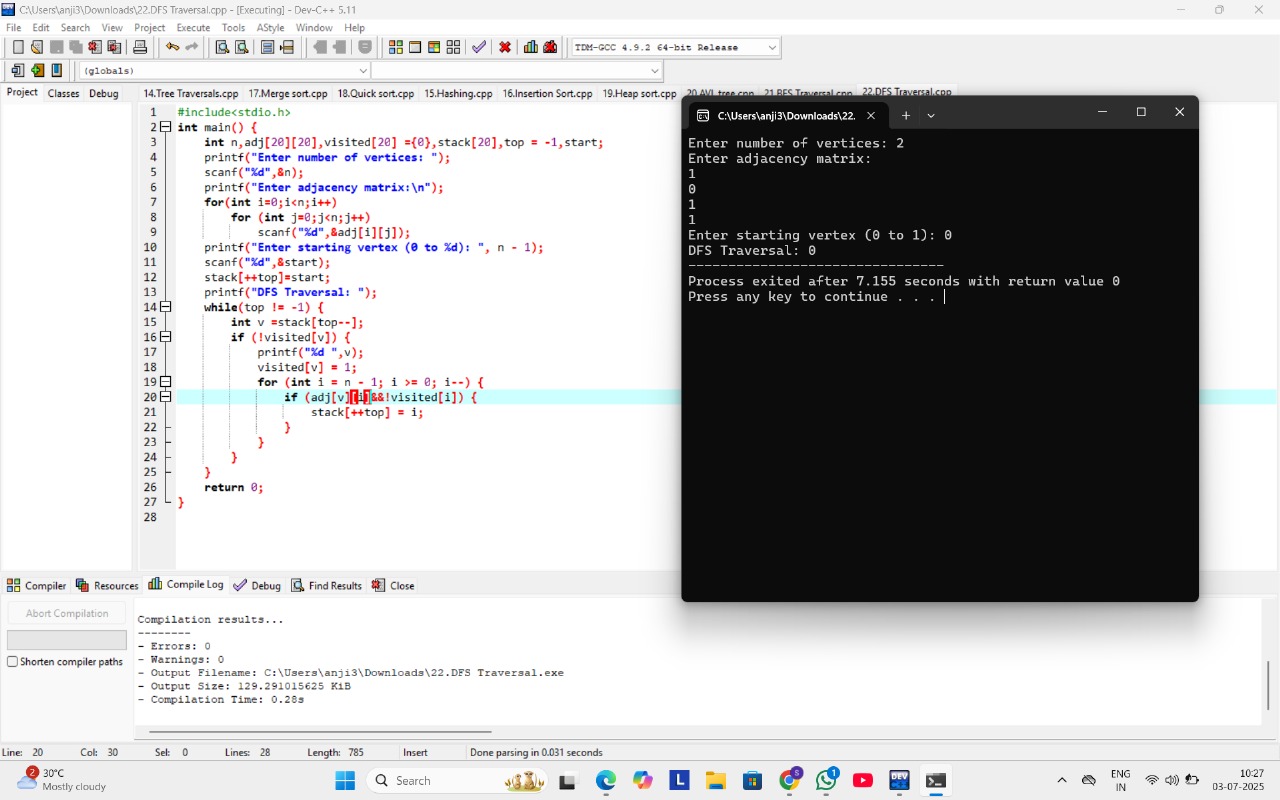 C:\Users\anji3\Downloads\22.DFS Traversal.cpp - [Executing] - Dev-C++ 5.11
File Edit Search View Project Execute Tools AStyle Window Help
TDM-GCC 4.9.2 64-bit Release
(globals)
Project Classes Debug
14.Tree Traversals.cpp 17.Merge sort.cpp 18.Quick sort.cpp 15.Hashing.cpp 16.Insertion Sort.cpp 19.Heap sort.cpp 20.AVL tree.cpp 21.BFS Traversal.cpp 22.DFS Traversal.cpp
1 #include<stdio.h>
2 int main() {
3 int n,adj[20][20],visited[20] ={0},stack[20],top = -1,start;
4 printf("Enter number of vertices: ");
5 scanf("%d",&n);
6 printf("Enter adjacency matrix:\n");
7 for(int i=0;i<n;i++)
8 for (int j=0;j<n;j++)
9 scanf("%d",&adj[i][j]);
10 printf("Enter starting vertex (0 to %d): ", n - 1);
11 scanf("%d",&start);
12 stack[++top]=start;
13 printf("DFS Traversal: ");
14 while(top != -1) {
15 int v =stack[top--];
16 if (!visited[v]) {
17 printf("%d ",v);
18 visited[v] = 1;
19 for (int i = n - 1; i >= 0; i--) {
20 if (adj[v][i]&&!visited[i]) {
21 stack[++top] = i;
22 }
23 }
24 }
25 }
26 return 0;
27 }
28
C:\Users\anji3\Downloads\22.
Enter number of vertices: 2
Enter adjacency matrix:
1
0
1
1
Enter starting vertex (0 to 1): 0
DFS Traversal: 0
--------------------------------
Process exited after 7.155 seconds with return value 0
Press any key to continue . . .
Compiler Resources Compile Log Debug Find Results Close
Abort Compilation
Shorten compiler paths
Compilation results...
--------
- Errors: 0
- Warnings: 0
- Output Filename: C:\Users\anji3\Downloads\22.DFS Traversal.exe
- Output Size: 129.291015625 KiB
- Compilation Time: 0.28s
Line: 20 Col: 30 Sel: 0 Lines: 28 Length: 785 Insert Done parsing in 0.031 seconds
2
30°C
Mostly cloudy
Search
L
S
1
DEV
ENG
IN
10:27
03-07-2025